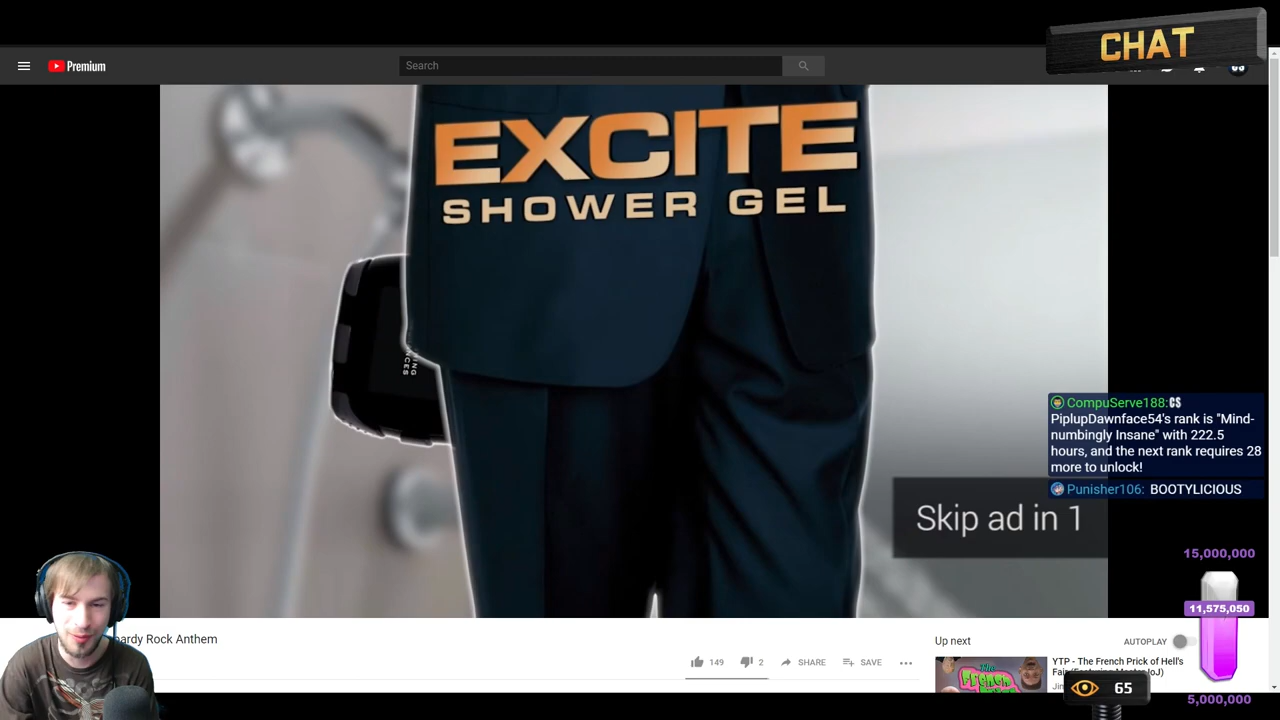 CHAT
Premium
Search
EXCITE
SHOWER GEL
CompuServe188:
PiplupDawnface54's rank is "Mind-
numbingly Insane" with 222.5
hours, and the next rank requires 28
more to unlock!
Punisher106: BOOTYLICIOUS
Skip ad in 1
15,000,000
11,575,050
5,000,000
Rock Anthem
149
2
SHARE
SAVE
Up next
AUTOPLAY
YTP - The French Prick of Hell's
65